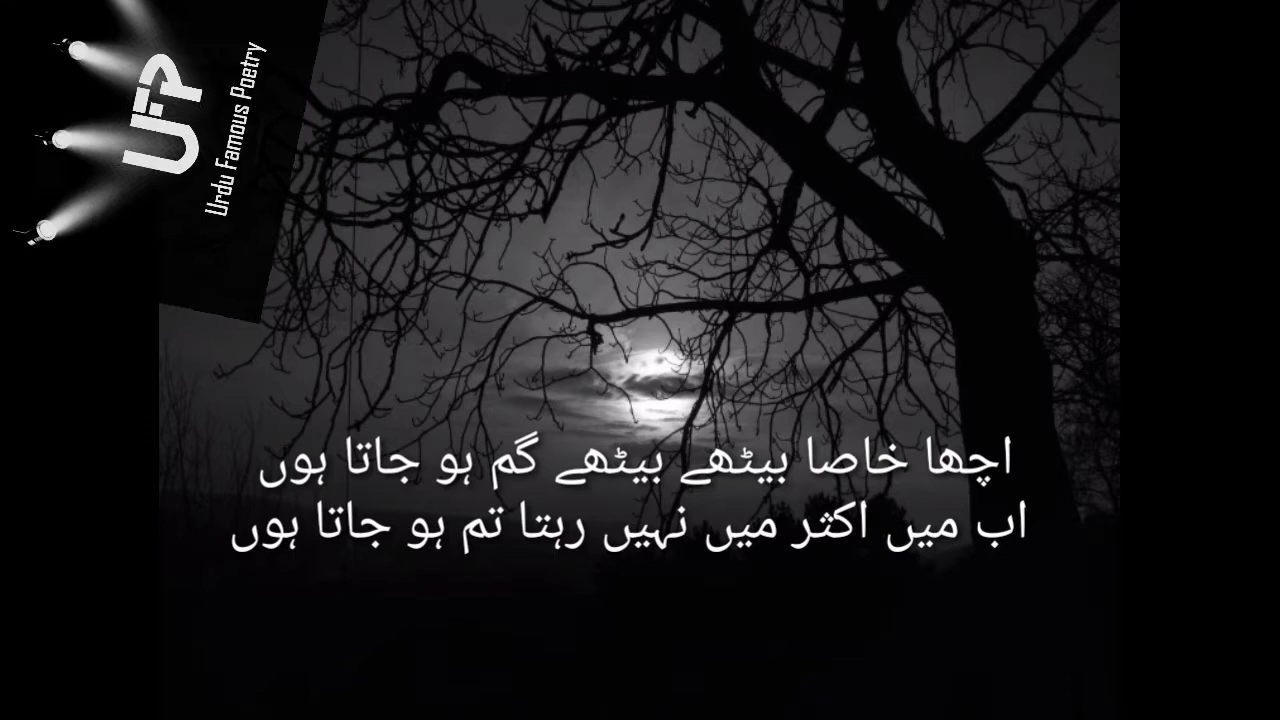 UFP
Urdu Famous Poetry
اچھا خاصا بیٹھے بیٹھے گم ہو جاتا ہوں
اب میں اکثر میں نہیں رہتا تم ہو جاتا ہوں